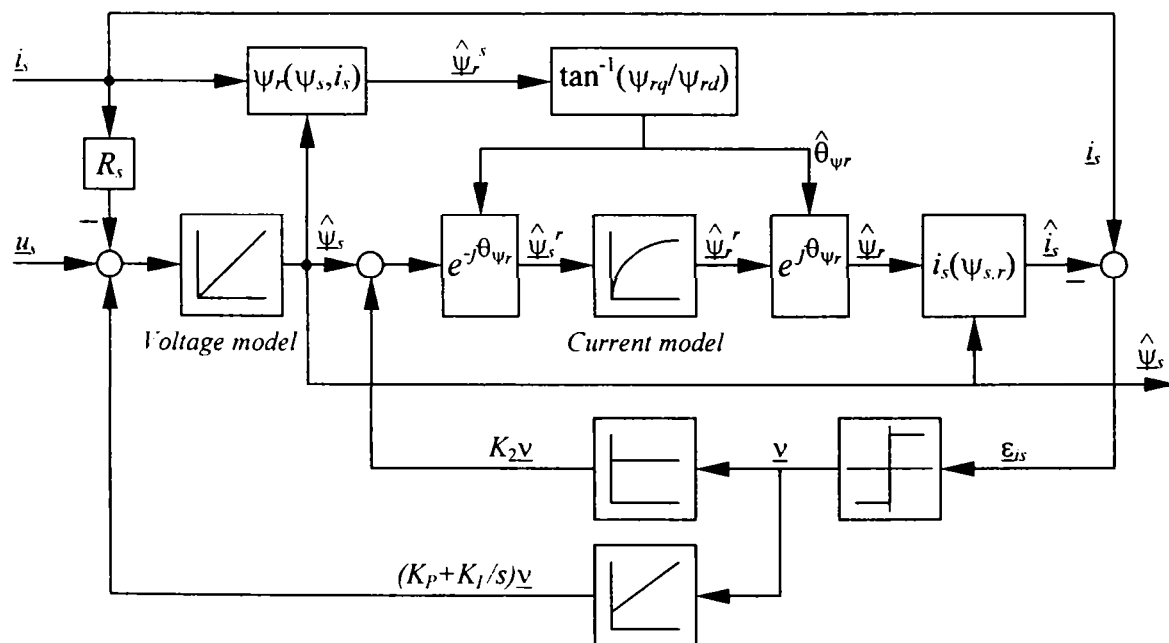 i_s
ψ_r(ψ_s,i_s)
ψ̂_r^s
tan⁻¹(ψ_rq/ψ_rd)
θ̂_ψr
i_s
R_s
−
u_s
ψ̂_s
e^{-jθ_ψr}
ψ̂_s^r
ψ̂_r^r
e^{jθ_ψr}
ψ̂_r
i_s(ψ_s,r)
î_s
−
Voltage model
Current model
ψ̂_s
K_2ν
ν
ε_is
(K_P+K_I/s)ν